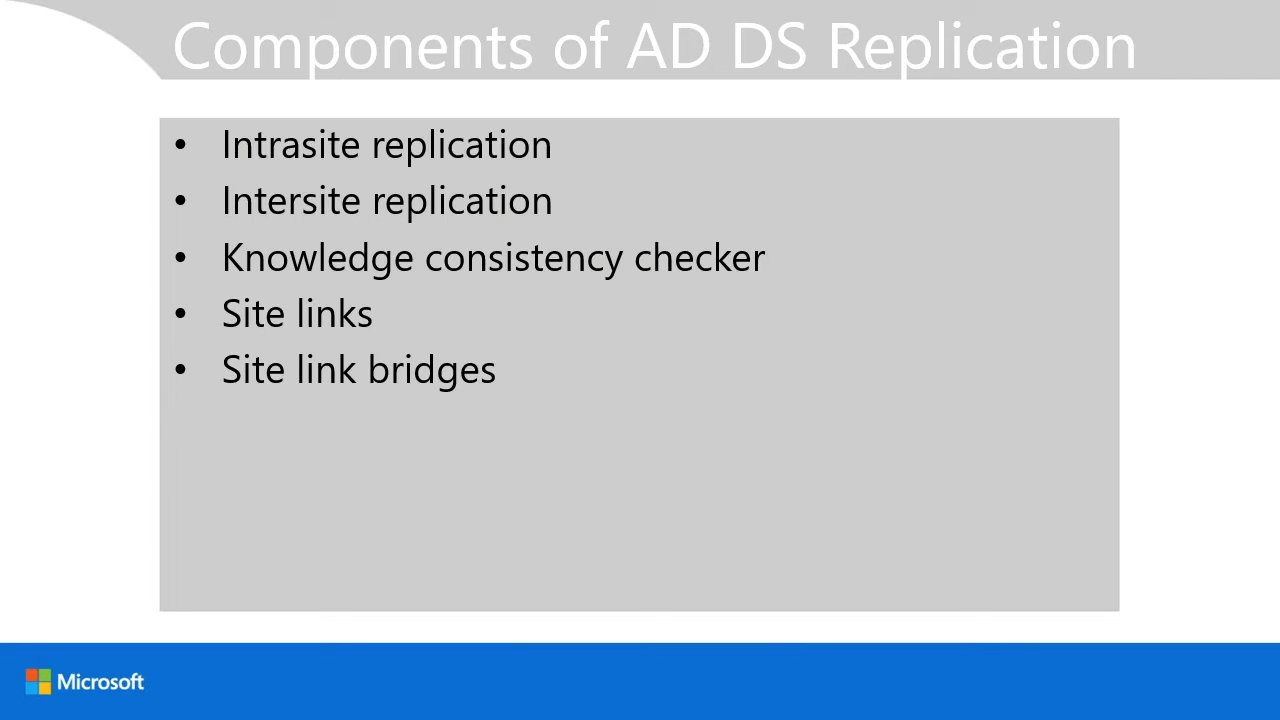 Components of AD DS Replication
• Intrasite replication
• Intersite replication
• Knowledge consistency checker
• Site links
• Site link bridges
Microsoft